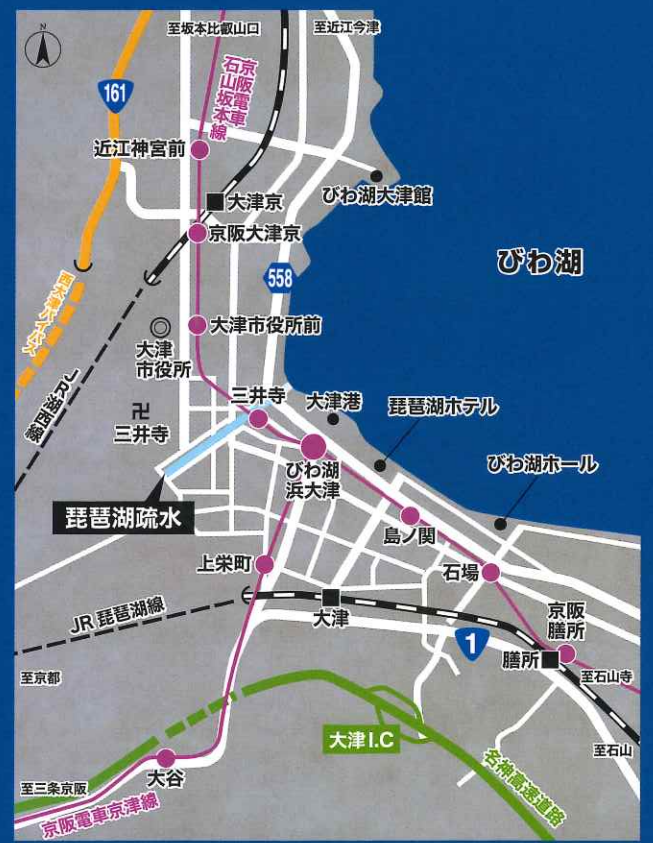 N
至坂本比叡山口
至近江今津
161
京阪電車
石山坂本線
近江神宮前
びわ湖大津館
大津京
京阪大津京
びわ湖
558
西大津バイパス
大津市役所前
大津
市役所
JR湖西線
三井寺
大津港
琵琶湖ホテル
三井寺
びわ湖
浜大津
びわ湖ホール
琵琶湖疏水
島ノ関
上栄町
石場
JR 琵琶湖線
大津
京阪
膳所
1
膳所
至京都
至石山寺
大津I.C
至石山
大谷
至三条京阪
名神高速道路
京阪電車京津線